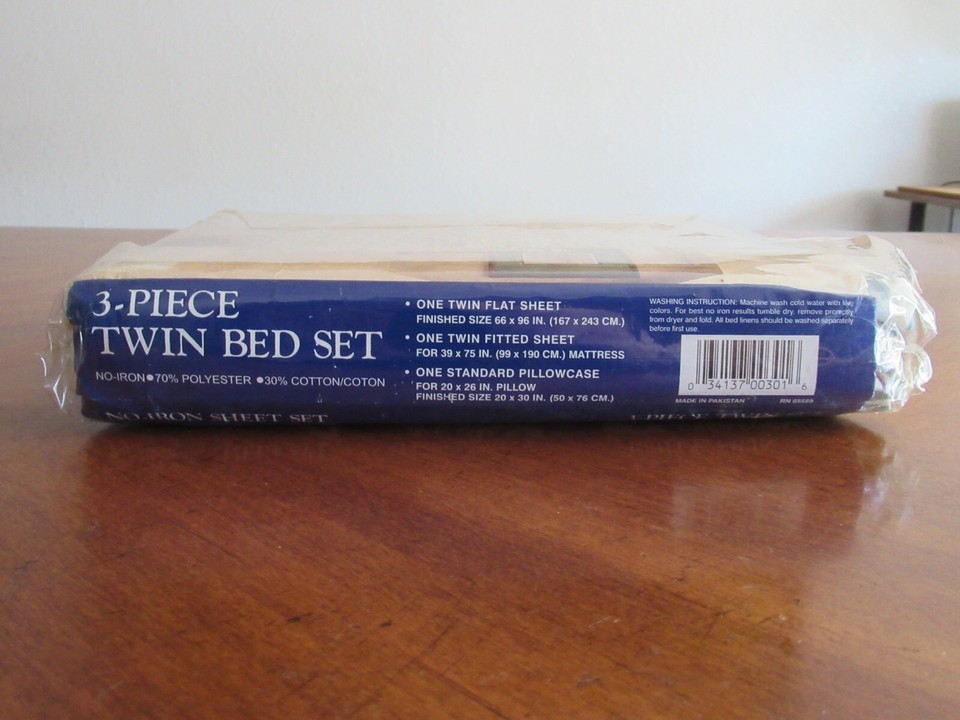 3-PIECE
TWIN BED SET
NO-IRON●70% POLYESTER ●30% COTTON/COTON
• ONE TWIN FLAT SHEET
FINISHED SIZE 66 x 96 IN. (167 x 243 CM.)
• ONE TWIN FITTED SHEET
FOR 39 x 75 IN. (99 x 190 CM.) MATTRESS
• ONE STANDARD PILLOWCASE
FOR 20 x 26 IN. PILLOW
FINISHED SIZE 20 x 30 IN. (50 x 76 CM.)
WASHING INSTRUCTION: Machine wash cold water with like
colors. For best no iron results tumble dry, remove promptly
from dryer and fold. All bed linens should be washed separately
before first use.
0 34137 00301 6
MADE IN PAKISTAN RN
NO-IRON SHEET SET
3-PIECE TWIN